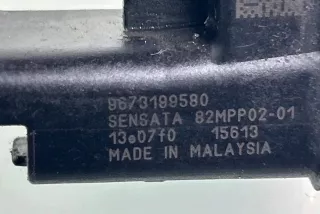 9673199580
SENSATA 82MPP02-01
13e07f0 15613
MADE IN MALAYSIA